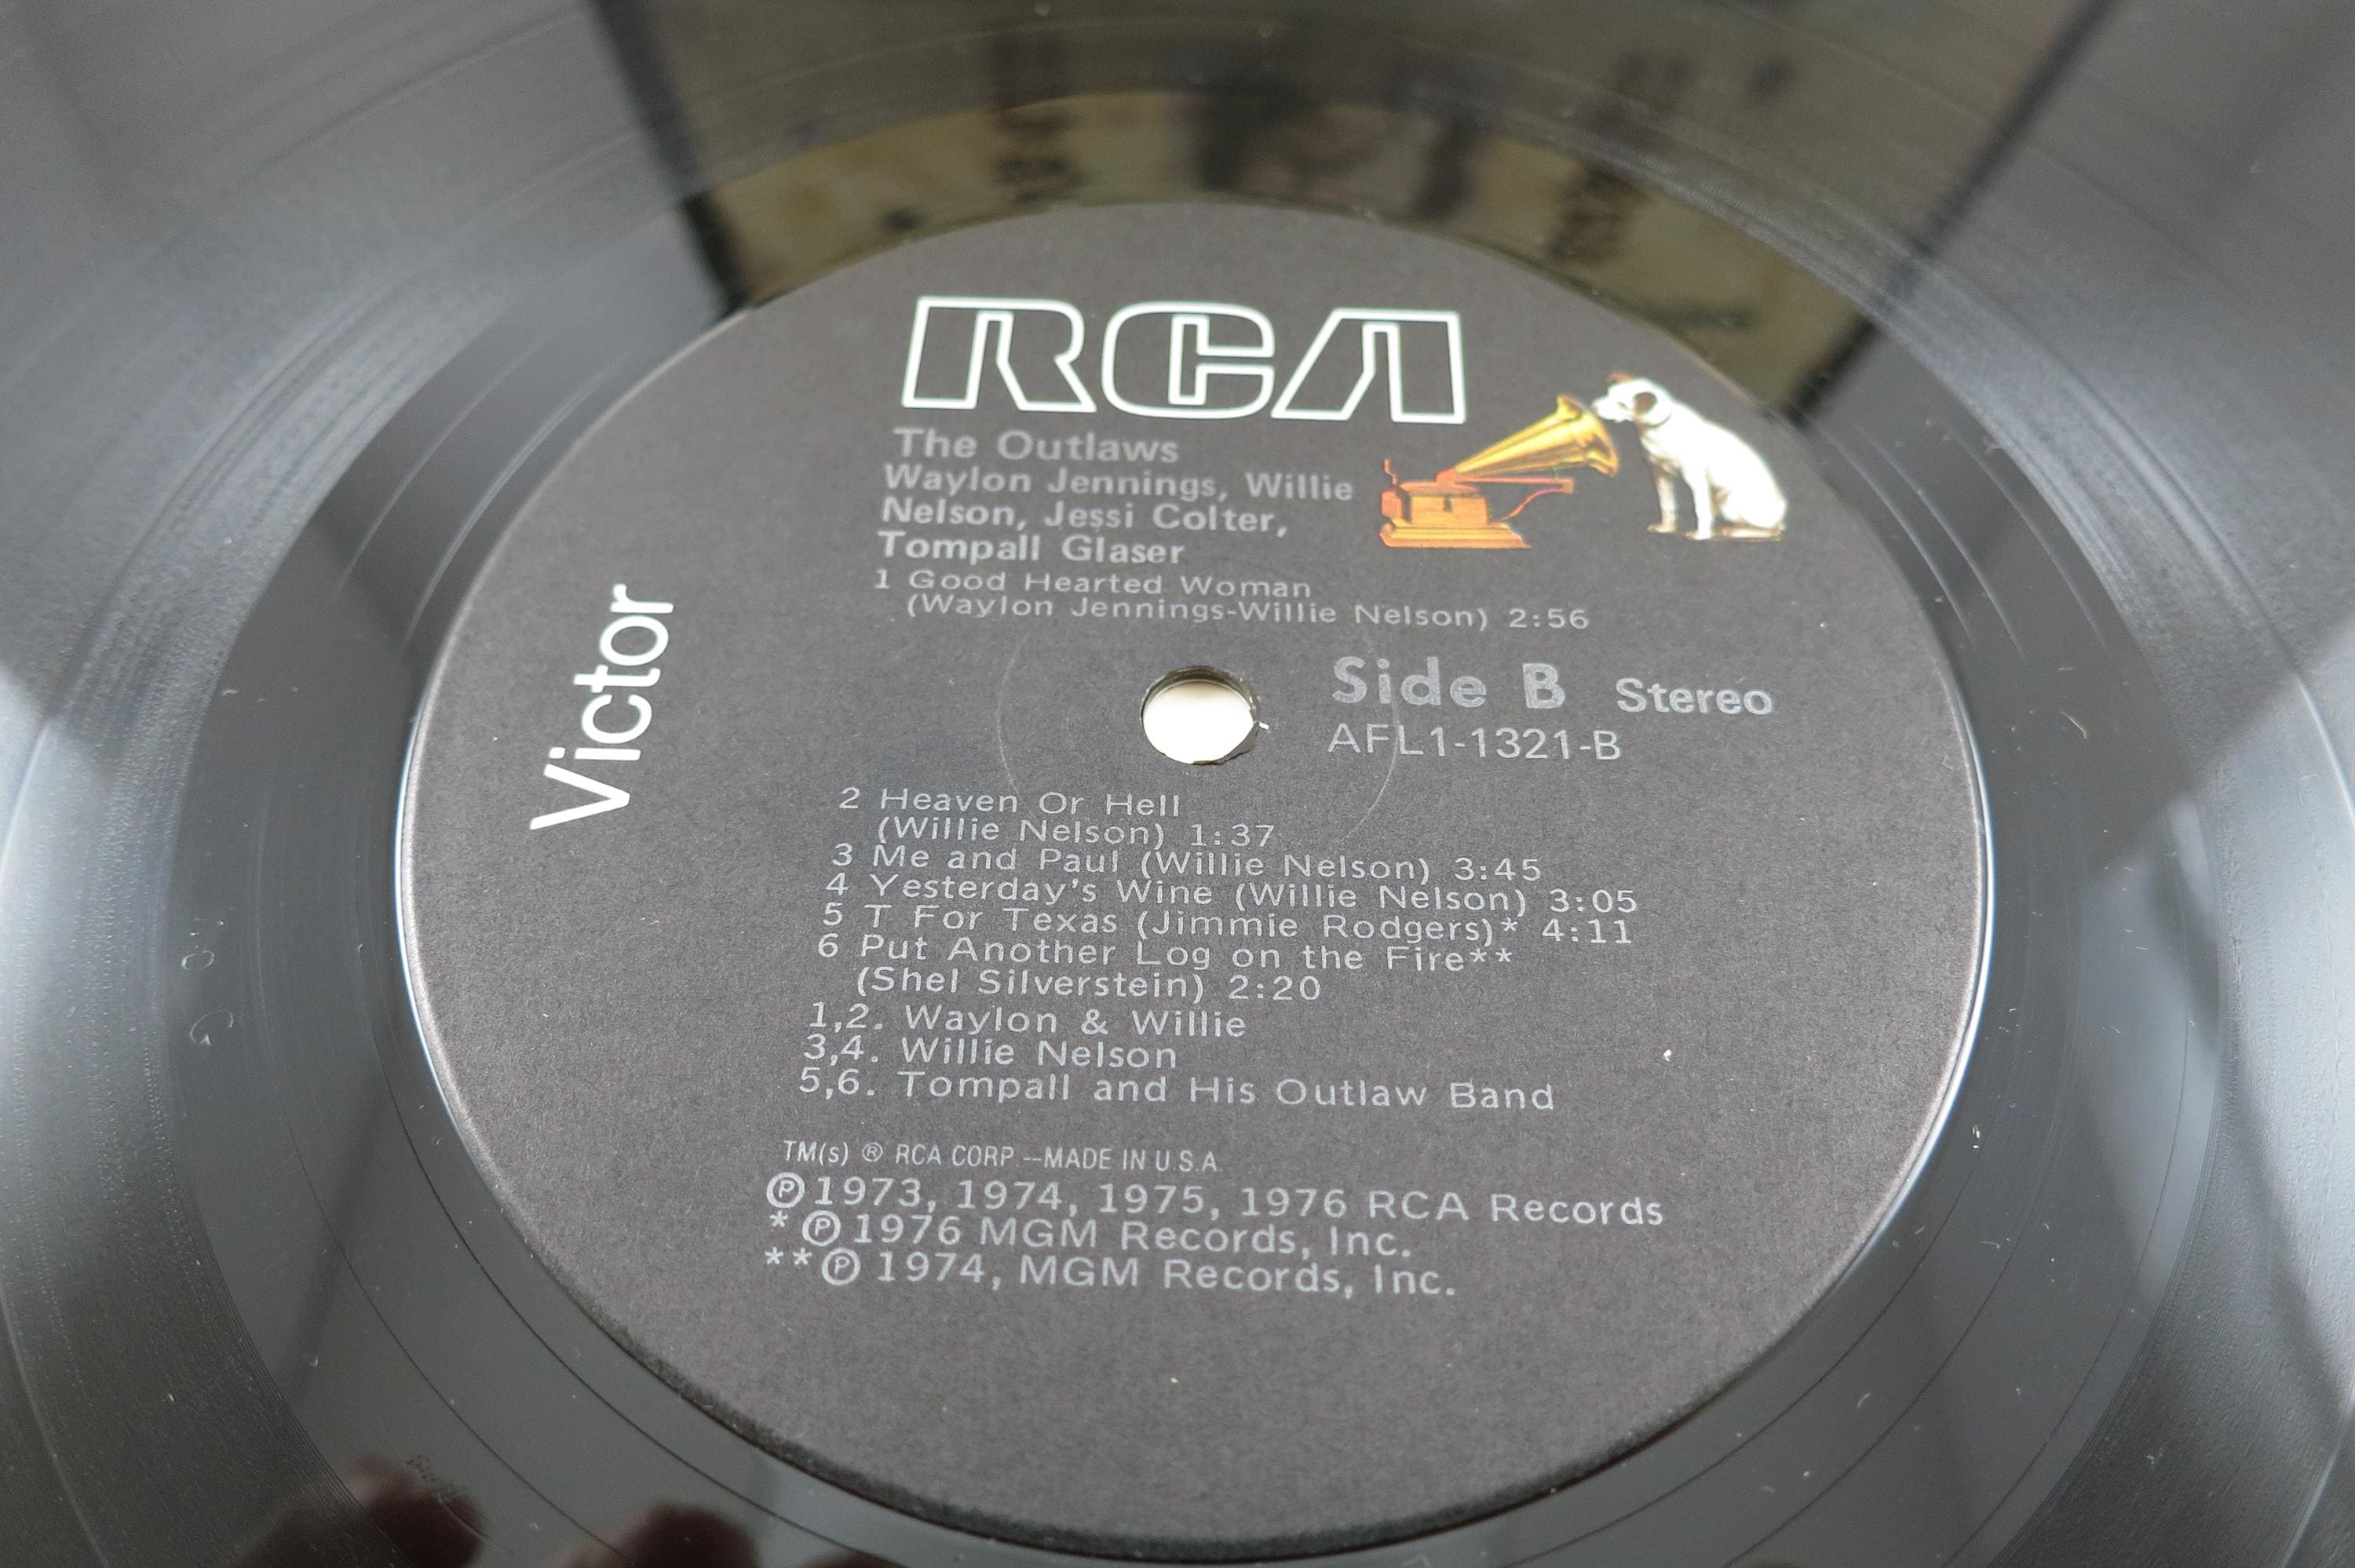 RCA
The Outlaws
Waylon Jennings, Willie
Nelson, Jessi Colter,
Tompall Glaser
1 Good Hearted Woman
(Waylon Jennings-Willie Nelson) 2:56
Victor
Side B Stereo
AFL1-1321-B
2 Heaven Or Hell
(Willie Nelson) 1:37
3 Me and Paul (Willie Nelson) 3:45
4 Yesterday's Wine (Willie Nelson) 3:05
5 T For Texas (Jimmie Rodgers)* 4:11
6 Put Another Log on the Fire**
(Shel Silverstein) 2:20
1,2. Waylon & Willie
3,4. Willie Nelson
5,6. Tompall and His Outlaw Band
TM(s) ® RCA CORP.--MADE IN U.S.A.
℗ 1973, 1974, 1975, 1976 RCA Records
* ℗ 1976 MGM Records, Inc.
** ℗ 1974, MGM Records, Inc.